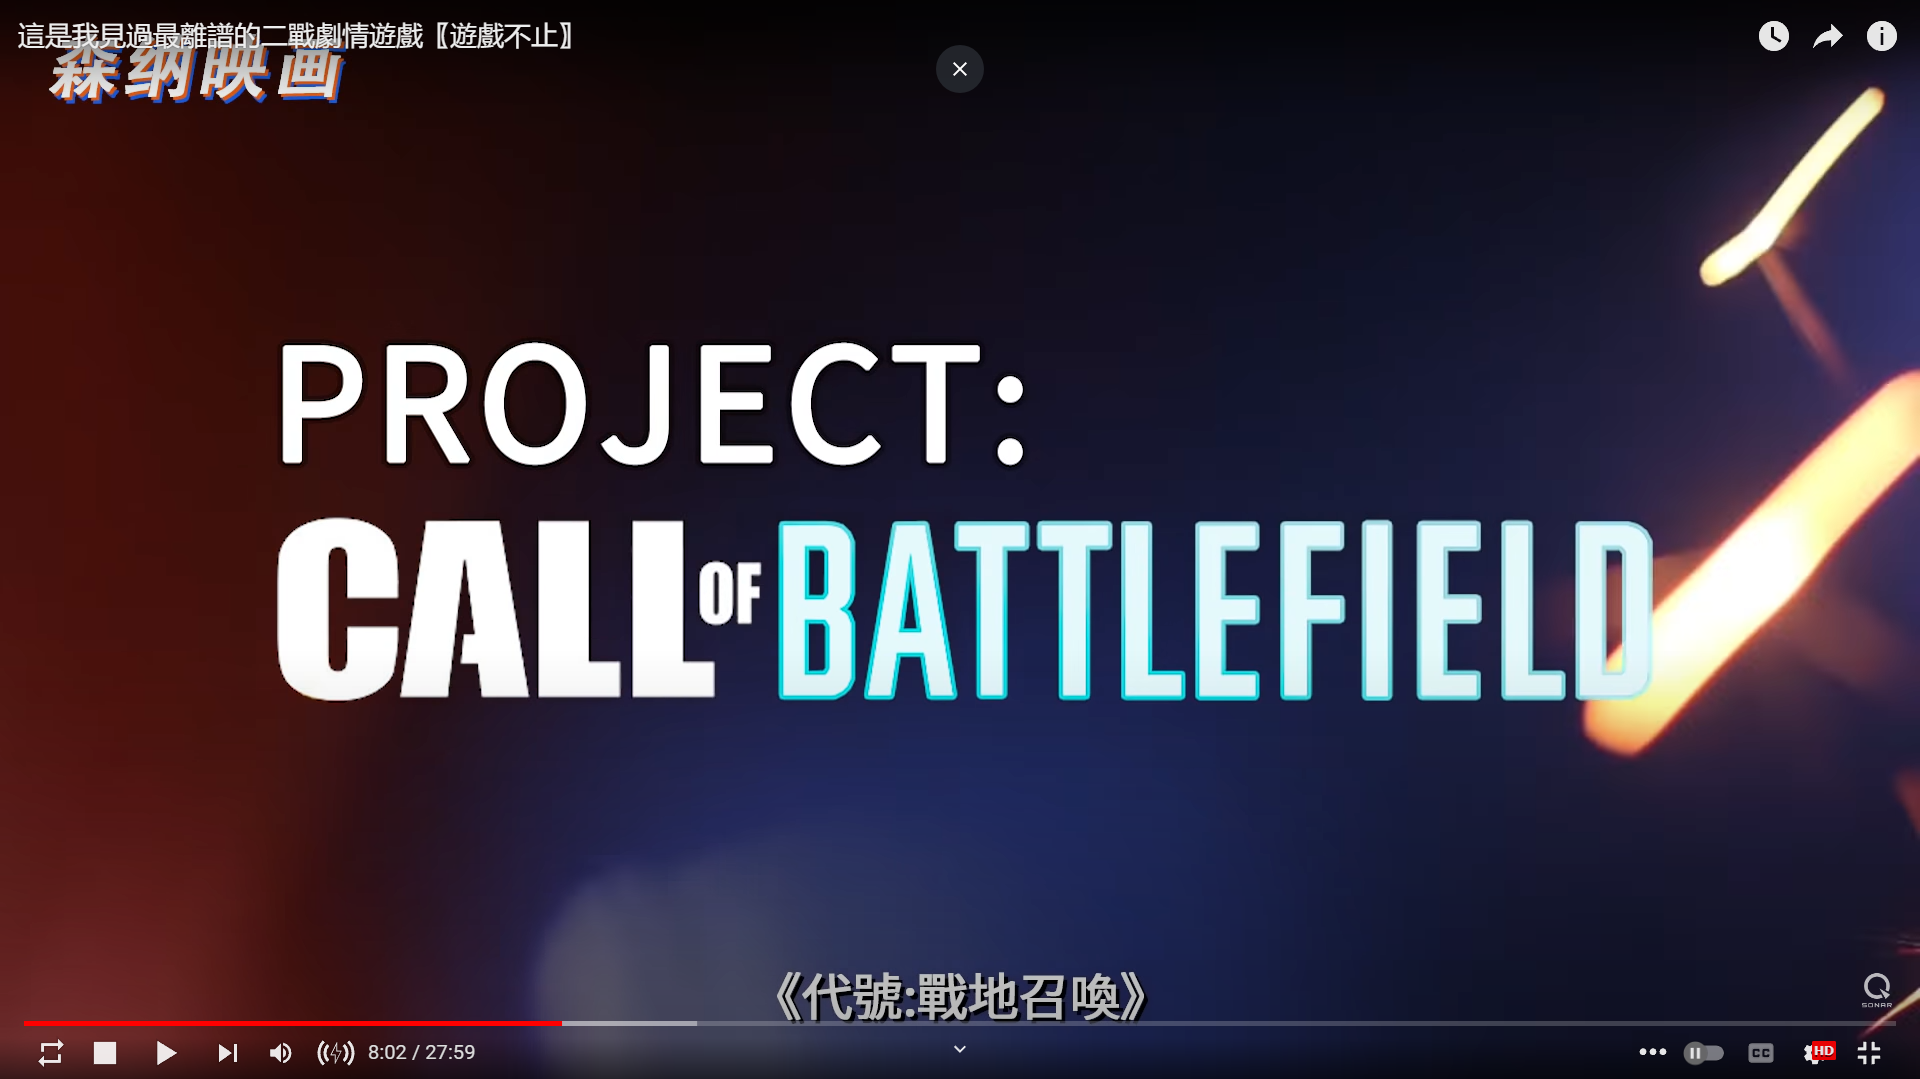 這是我見過最離譜的二戰劇情遊戲〖遊戲不止〗
森纳映画
PROJECT:
CALL OF BATTLEFIELD
《代號:戰地召喚》
SONAR
8:02 / 27:59
CC
HD